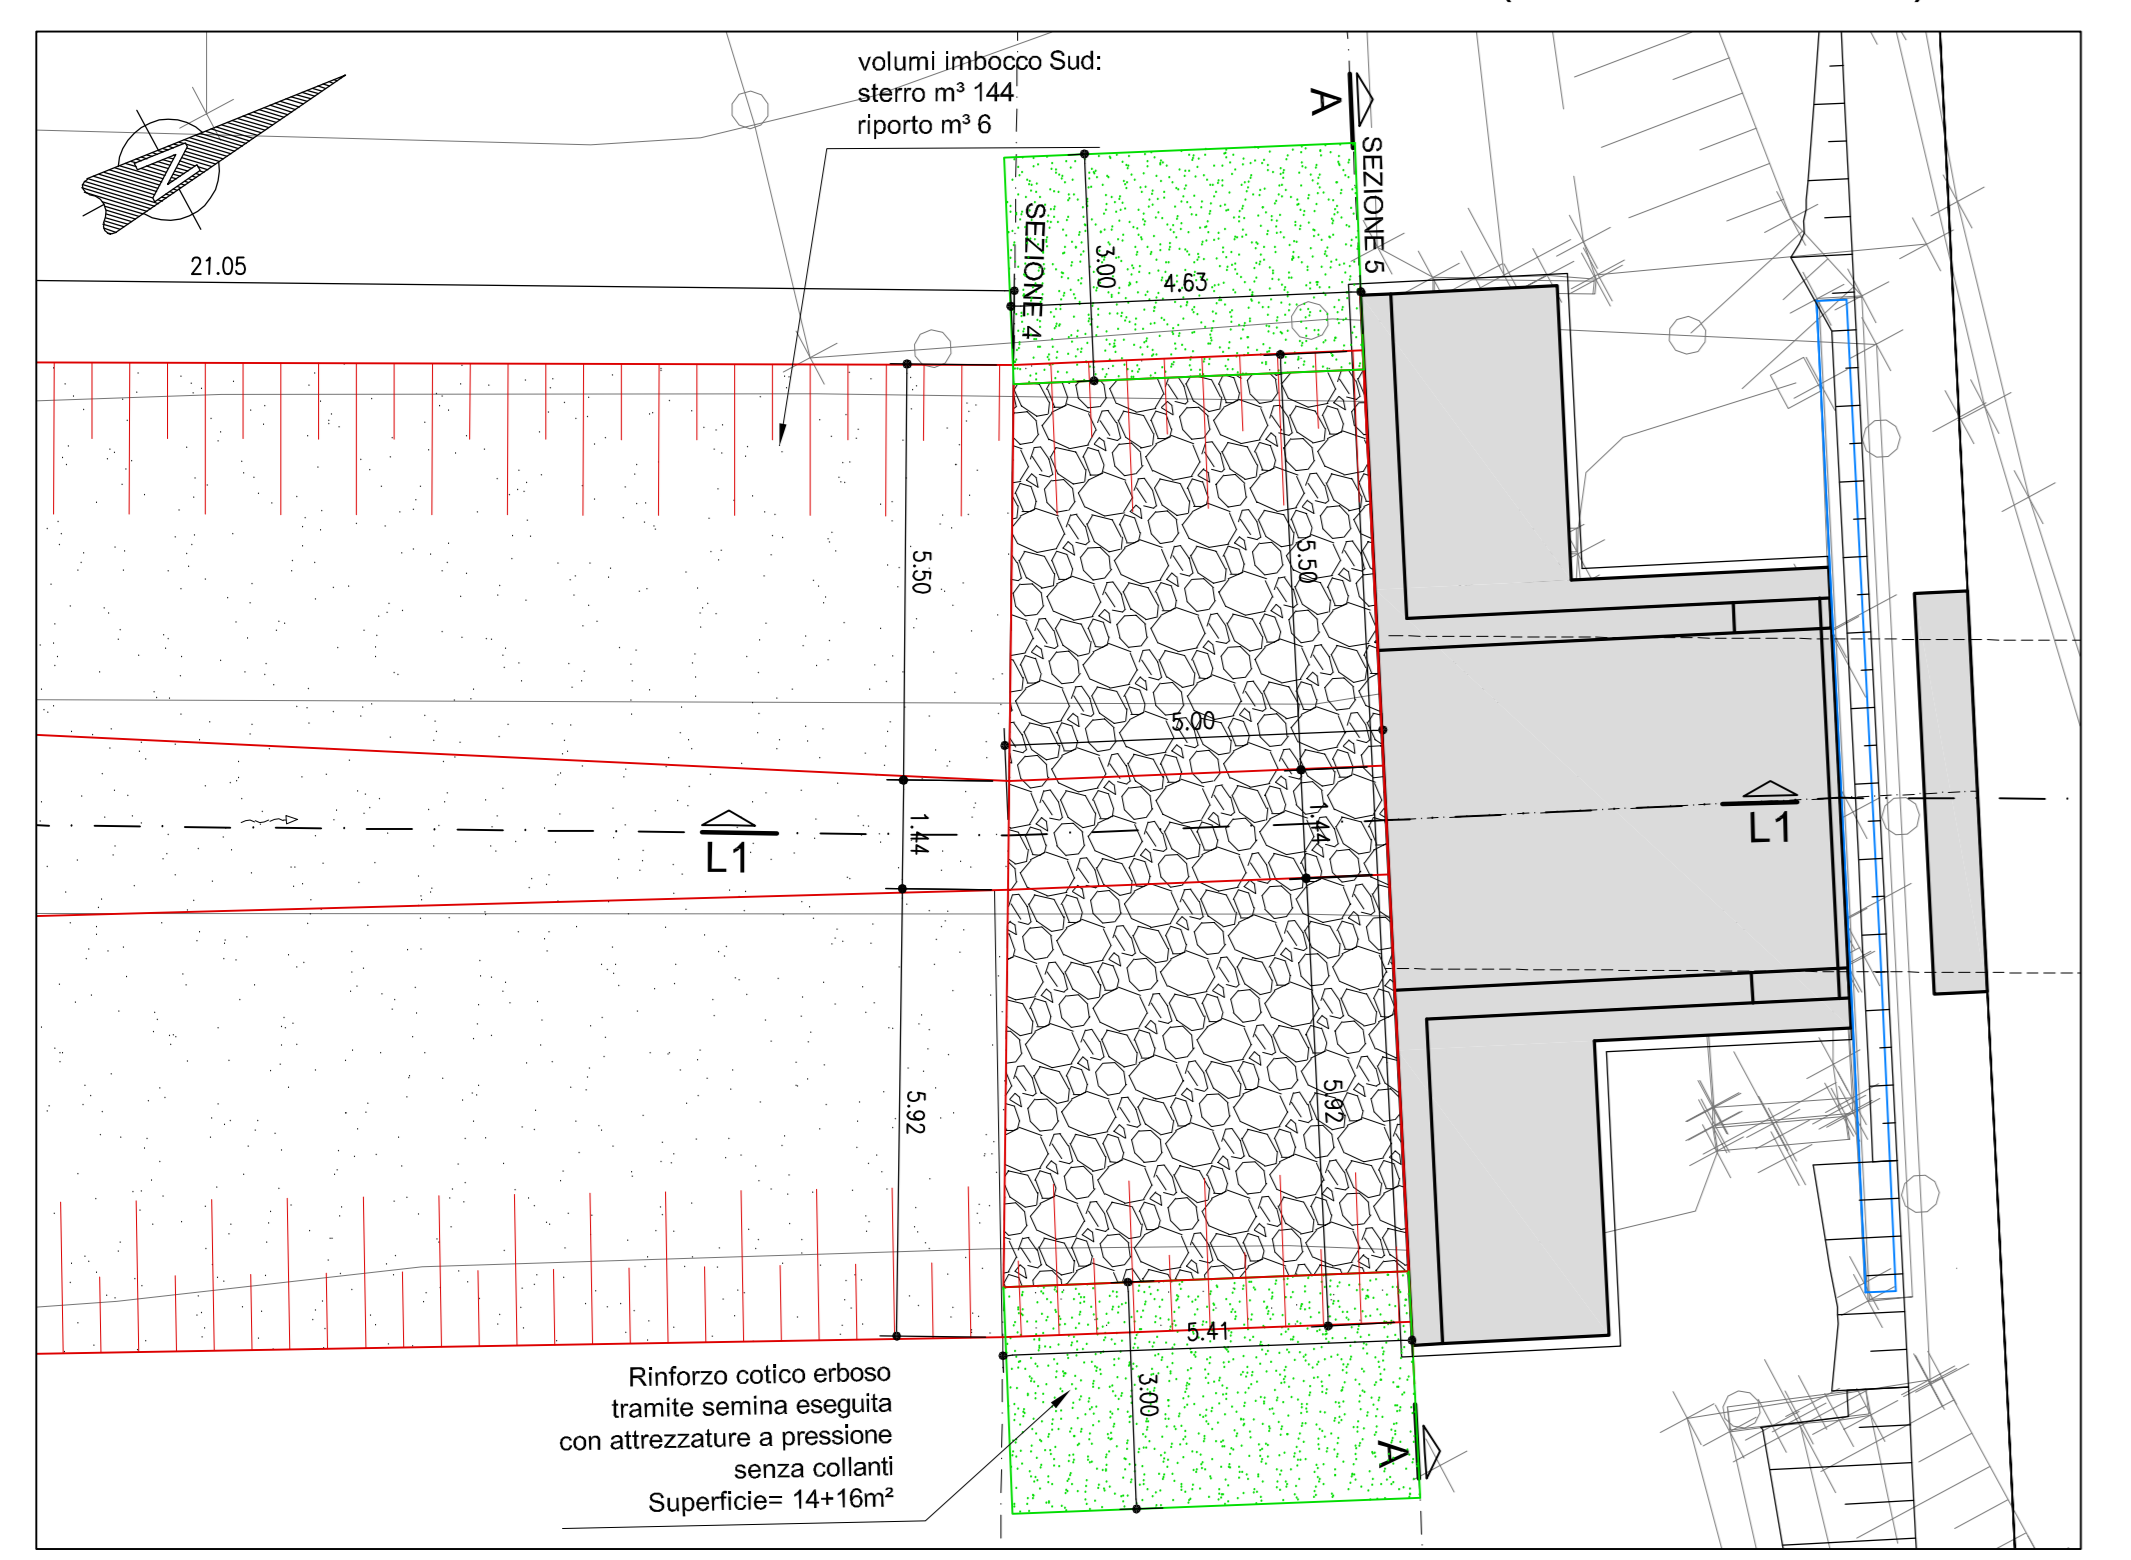 volumi imbocco Sud:
sterro m³ 144
riporto m³ 6
A
SEZIONE 5
N
SEZIONE 4
21.05
3.00
4.63
5.50
5.50
5.00
1.44
1.44
L1
L1
5.92
5.92
5.41
3.00
Rinforzo cotico erboso
tramite semina eseguita
con attrezzature a pressione
senza collanti
Superficie= 14+16m²
A